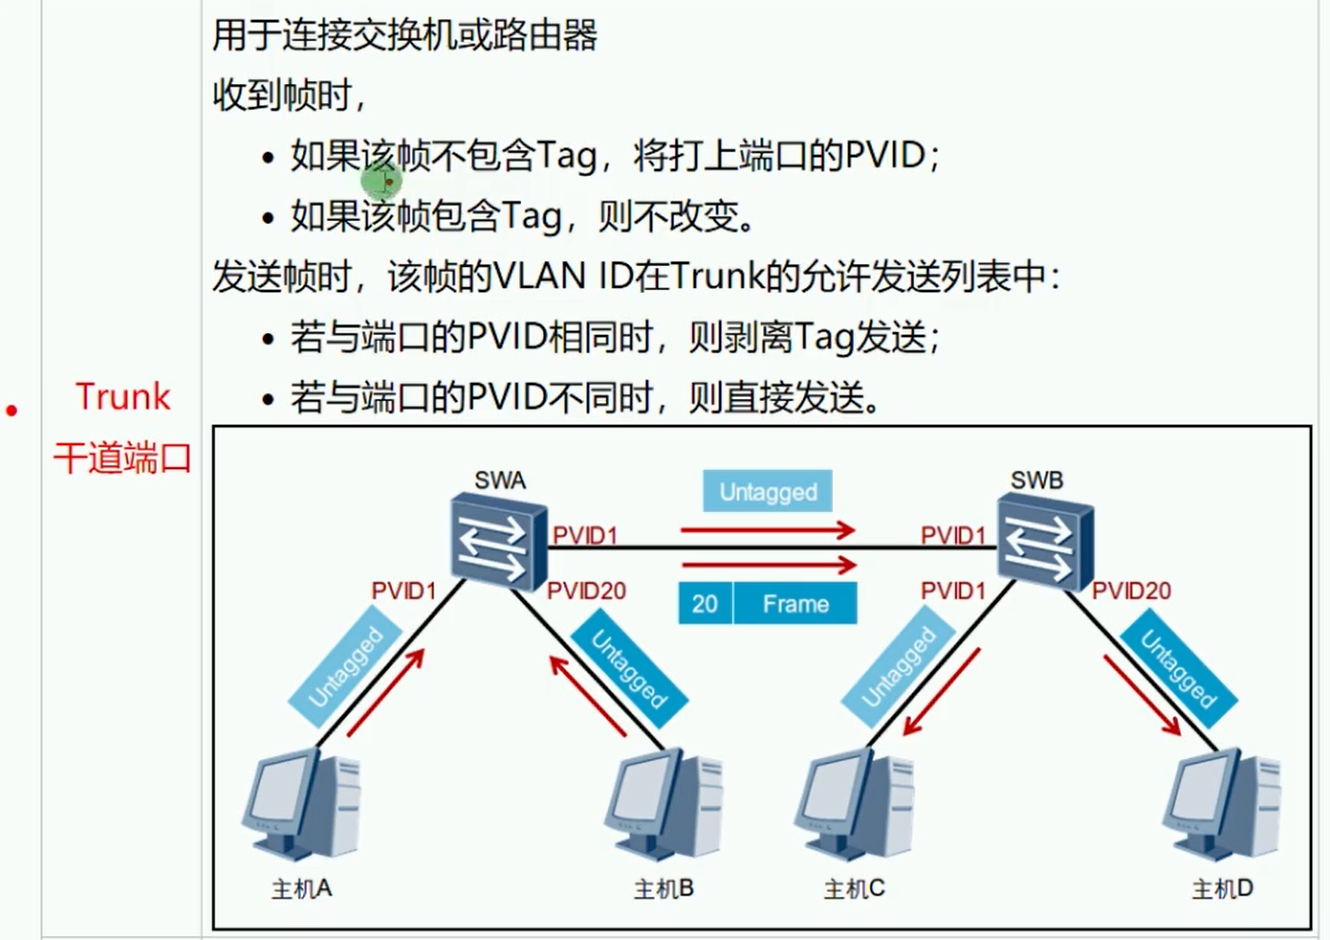 用于连接交换机或路由器
收到帧时，
• 如果该帧不包含Tag，将打上端口的PVID；
• 如果该帧包含Tag，则不改变。
发送帧时，该帧的VLAN ID在Trunk的允许发送列表中：
• 若与端口的PVID相同时，则剥离Tag发送；
• 若与端口的PVID不同时，则直接发送。
• Trunk
干道端口
SWA
Untagged
SWB
PVID1
PVID1
PVID1
PVID20
20 Frame
PVID1
PVID20
Untagged
Untagged
Untagged
Untagged
主机A
主机B
主机C
主机D